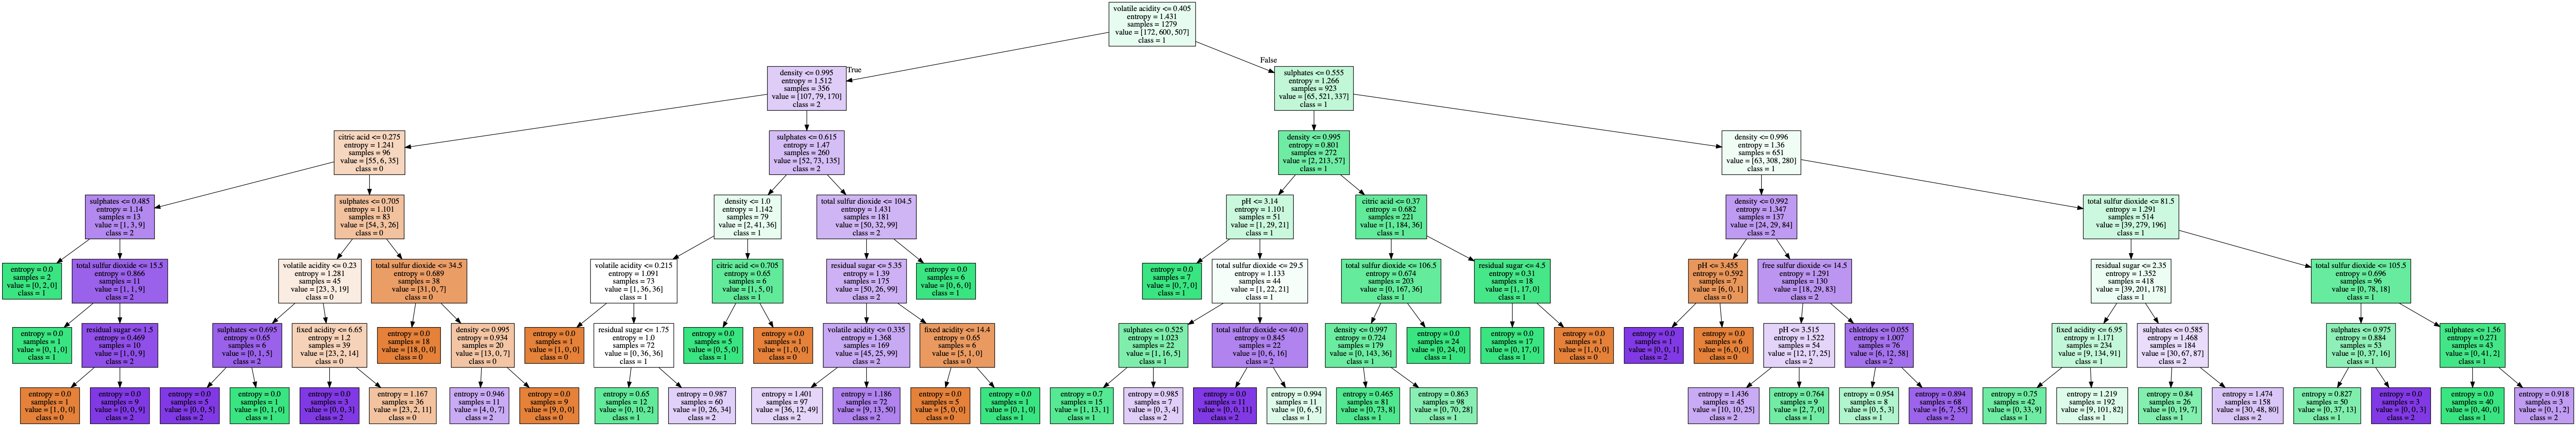 volatile acidity <= 0.405
entropy = 1.431
samples = 1279
value = [172, 600, 507]
class = 1
True
False
density <= 0.995
entropy = 1.512
samples = 356
value = [107, 79, 170]
class = 2
sulphates <= 0.555
entropy = 1.266
samples = 923
value = [65, 521, 337]
class = 1
citric acid <= 0.275
entropy = 1.241
samples = 96
value = [55, 6, 35]
class = 0
sulphates <= 0.615
entropy = 1.47
samples = 260
value = [52, 73, 135]
class = 2
density <= 0.995
entropy = 0.801
samples = 272
value = [2, 213, 57]
class = 1
density <= 0.996
entropy = 1.36
samples = 651
value = [63, 308, 280]
class = 1
sulphates <= 0.485
entropy = 1.14
samples = 13
value = [1, 3, 9]
class = 2
sulphates <= 0.705
entropy = 1.101
samples = 83
value = [54, 3, 26]
class = 0
density <= 1.0
entropy = 1.142
samples = 79
value = [2, 41, 36]
class = 1
total sulfur dioxide <= 104.5
entropy = 1.431
samples = 181
value = [50, 32, 99]
class = 2
pH <= 3.14
entropy = 1.101
samples = 51
value = [1, 29, 21]
class = 1
citric acid <= 0.37
entropy = 0.682
samples = 221
value = [1, 184, 36]
class = 1
density <= 0.992
entropy = 1.347
samples = 137
value = [24, 29, 84]
class = 2
total sulfur dioxide <= 81.5
entropy = 1.291
samples = 514
value = [39, 279, 196]
class = 1
entropy = 0.0
samples = 2
value = [0, 2, 0]
class = 1
total sulfur dioxide <= 15.5
entropy = 0.866
samples = 11
value = [1, 1, 9]
class = 2
volatile acidity <= 0.23
entropy = 1.281
samples = 45
value = [23, 3, 19]
class = 0
total sulfur dioxide <= 34.5
entropy = 0.689
samples = 38
value = [31, 0, 7]
class = 0
volatile acidity <= 0.215
entropy = 1.091
samples = 73
value = [1, 36, 36]
class = 1
citric acid <= 0.705
entropy = 0.65
samples = 6
value = [1, 5, 0]
class = 1
residual sugar <= 5.35
entropy = 1.39
samples = 175
value = [50, 26, 99]
class = 2
entropy = 0.0
samples = 6
value = [0, 6, 0]
class = 1
entropy = 0.0
samples = 7
value = [0, 7, 0]
class = 1
total sulfur dioxide <= 29.5
entropy = 1.133
samples = 44
value = [1, 22, 21]
class = 1
total sulfur dioxide <= 106.5
entropy = 0.674
samples = 203
value = [0, 167, 36]
class = 1
residual sugar <= 4.5
entropy = 0.31
samples = 18
value = [1, 17, 0]
class = 1
pH <= 3.455
entropy = 0.592
samples = 7
value = [6, 0, 1]
class = 0
free sulfur dioxide <= 14.5
entropy = 1.291
samples = 130
value = [18, 29, 83]
class = 2
residual sugar <= 2.35
entropy = 1.352
samples = 418
value = [39, 201, 178]
class = 1
total sulfur dioxide <= 105.5
entropy = 0.696
samples = 96
value = [0, 78, 18]
class = 1
entropy = 0.0
samples = 1
value = [0, 1, 0]
class = 1
residual sugar <= 1.5
entropy = 0.469
samples = 10
value = [1, 0, 9]
class = 2
sulphates <= 0.695
entropy = 0.65
samples = 6
value = [0, 1, 5]
class = 2
fixed acidity <= 6.65
entropy = 1.2
samples = 39
value = [23, 2, 14]
class = 0
entropy = 0.0
samples = 18
value = [18, 0, 0]
class = 0
density <= 0.995
entropy = 0.934
samples = 20
value = [13, 0, 7]
class = 0
entropy = 0.0
samples = 1
value = [1, 0, 0]
class = 0
residual sugar <= 1.75
entropy = 1.0
samples = 72
value = [0, 36, 36]
class = 1
entropy = 0.0
samples = 5
value = [0, 5, 0]
class = 1
entropy = 0.0
samples = 1
value = [1, 0, 0]
class = 0
volatile acidity <= 0.335
entropy = 1.368
samples = 169
value = [45, 25, 99]
class = 2
fixed acidity <= 14.4
entropy = 0.65
samples = 6
value = [5, 1, 0]
class = 0
sulphates <= 0.525
entropy = 1.023
samples = 22
value = [1, 16, 5]
class = 1
total sulfur dioxide <= 40.0
entropy = 0.845
samples = 22
value = [0, 6, 16]
class = 2
density <= 0.997
entropy = 0.724
samples = 179
value = [0, 143, 36]
class = 1
entropy = 0.0
samples = 24
value = [0, 24, 0]
class = 1
entropy = 0.0
samples = 17
value = [0, 17, 0]
class = 1
entropy = 0.0
samples = 1
value = [1, 0, 0]
class = 0
entropy = 0.0
samples = 1
value = [0, 0, 1]
class = 2
entropy = 0.0
samples = 6
value = [6, 0, 0]
class = 0
pH <= 3.515
entropy = 1.522
samples = 54
value = [12, 17, 25]
class = 2
chlorides <= 0.055
entropy = 1.007
samples = 76
value = [6, 12, 58]
class = 2
fixed acidity <= 6.95
entropy = 1.171
samples = 234
value = [9, 134, 91]
class = 1
sulphates <= 0.585
entropy = 1.468
samples = 184
value = [30, 67, 87]
class = 2
sulphates <= 0.975
entropy = 0.884
samples = 53
value = [0, 37, 16]
class = 1
sulphates <= 1.56
entropy = 0.271
samples = 43
value = [0, 41, 2]
class = 1
entropy = 0.0
samples = 1
value = [1, 0, 0]
class = 0
entropy = 0.0
samples = 9
value = [0, 0, 9]
class = 2
entropy = 0.0
samples = 5
value = [0, 0, 5]
class = 2
entropy = 0.0
samples = 1
value = [0, 1, 0]
class = 1
entropy = 0.0
samples = 3
value = [0, 0, 3]
class = 2
entropy = 1.167
samples = 36
value = [23, 2, 11]
class = 0
entropy = 0.946
samples = 11
value = [4, 0, 7]
class = 2
entropy = 0.0
samples = 9
value = [9, 0, 0]
class = 0
entropy = 0.65
samples = 12
value = [0, 10, 2]
class = 1
entropy = 0.987
samples = 60
value = [0, 26, 34]
class = 2
entropy = 1.401
samples = 97
value = [36, 12, 49]
class = 2
entropy = 1.186
samples = 72
value = [9, 13, 50]
class = 2
entropy = 0.0
samples = 5
value = [5, 0, 0]
class = 0
entropy = 0.0
samples = 1
value = [0, 1, 0]
class = 1
entropy = 0.7
samples = 15
value = [1, 13, 1]
class = 1
entropy = 0.985
samples = 7
value = [0, 3, 4]
class = 2
entropy = 0.0
samples = 11
value = [0, 0, 11]
class = 2
entropy = 0.994
samples = 11
value = [0, 6, 5]
class = 1
entropy = 0.465
samples = 81
value = [0, 73, 8]
class = 1
entropy = 0.863
samples = 98
value = [0, 70, 28]
class = 1
entropy = 1.436
samples = 45
value = [10, 10, 25]
class = 2
entropy = 0.764
samples = 9
value = [2, 7, 0]
class = 1
entropy = 0.954
samples = 8
value = [0, 5, 3]
class = 1
entropy = 0.894
samples = 68
value = [6, 7, 55]
class = 2
entropy = 0.75
samples = 42
value = [0, 33, 9]
class = 1
entropy = 1.219
samples = 192
value = [9, 101, 82]
class = 1
entropy = 0.84
samples = 26
value = [0, 19, 7]
class = 1
entropy = 1.474
samples = 158
value = [30, 48, 80]
class = 2
entropy = 0.827
samples = 50
value = [0, 37, 13]
class = 1
entropy = 0.0
samples = 3
value = [0, 0, 3]
class = 2
entropy = 0.0
samples = 40
value = [0, 40, 0]
class = 1
entropy = 0.918
samples = 3
value = [0, 1, 2]
class = 2